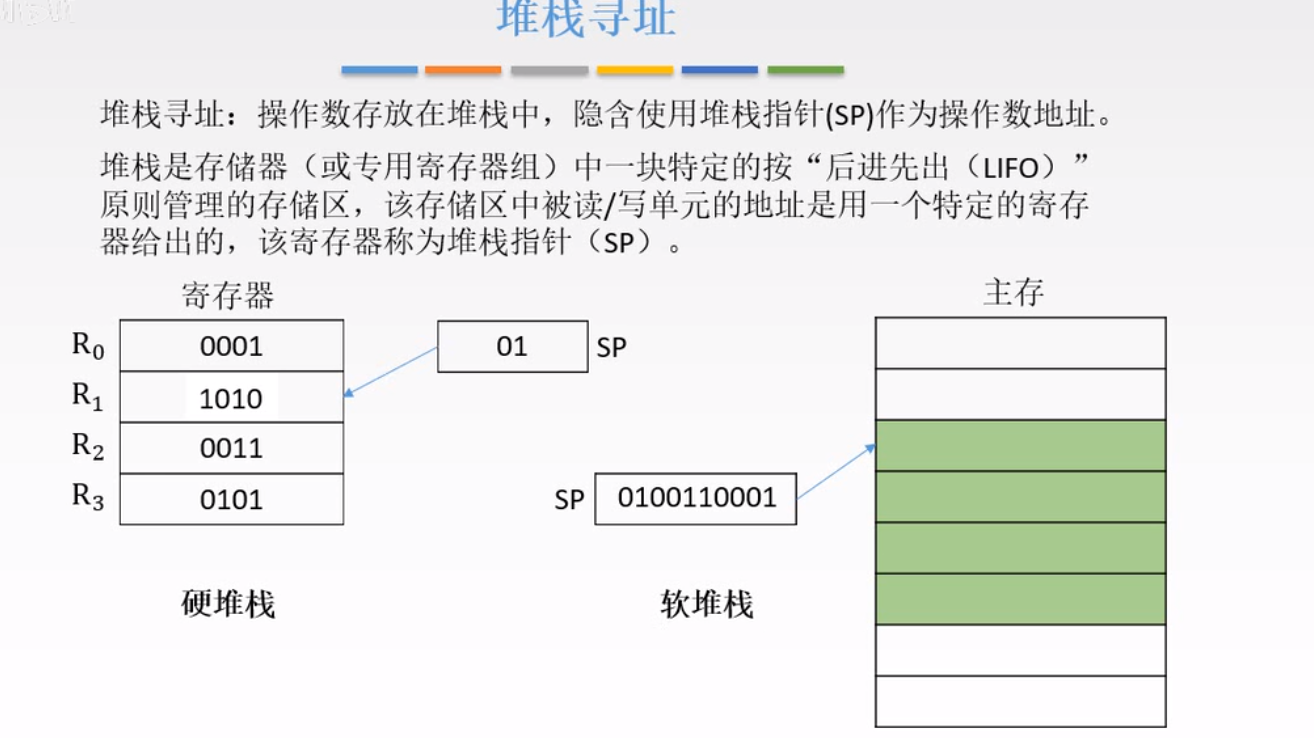 堆栈寻址
堆栈寻址：操作数存放在堆栈中，隐含使用堆栈指针(SP)作为操作数地址。
堆栈是存储器（或专用寄存器组）中一块特定的按“后进先出（LIFO）”
原则管理的存储区，该存储区中被读/写单元的地址是用一个特定的寄存
器给出的，该寄存器称为堆栈指针（SP）。
寄存器
R₀ 0001
R₁ 1010
R₂ 0011
R₃ 0101
01 SP
硬堆栈
主存
SP 0100110001
软堆栈